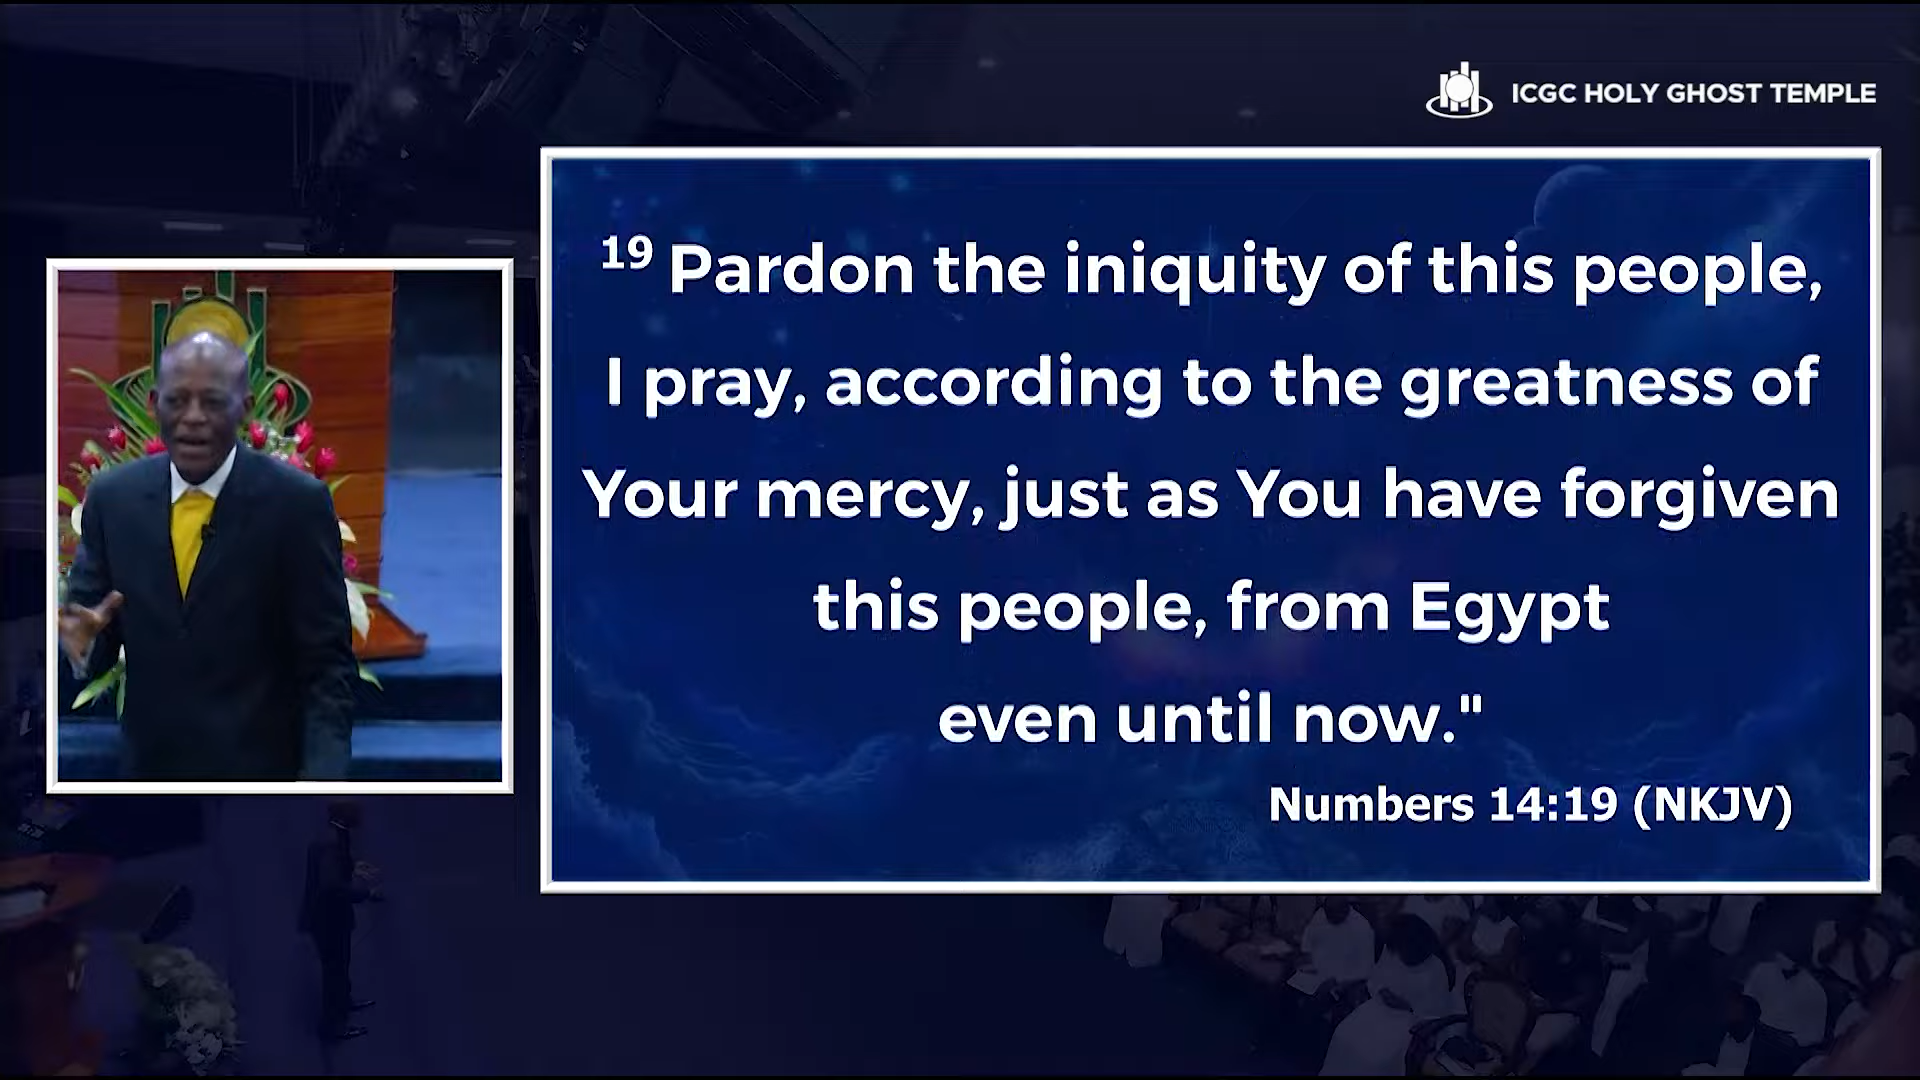 ICGC HOLY GHOST TEMPLE
19 Pardon the iniquity of this people,
I pray, according to the greatness of
Your mercy, just as You have forgiven
this people, from Egypt
even until now."
Numbers 14:19 (NKJV)